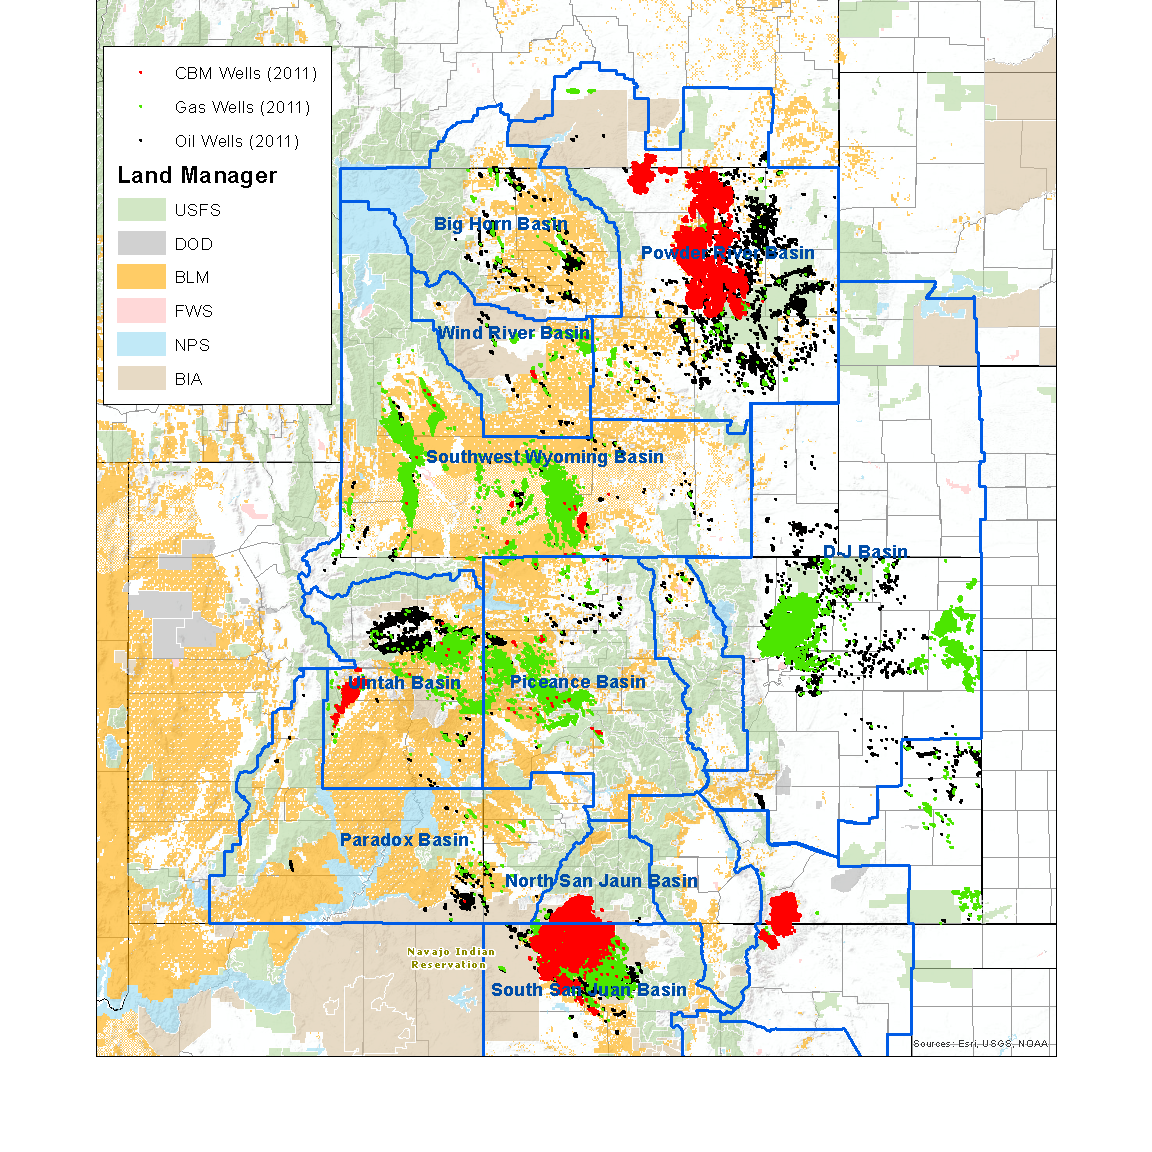 CBM Wells (2011)
Gas Wells (2011)
Oil Wells (2011)
Land Manager
USFS
DOD
BLM
FWS
NPS
BIA
Big Horn Basin
Powder River Basin
Wind River Basin
Southwest Wyoming Basin
D-J Basin
Uintah Basin
Piceance Basin
Paradox Basin
North San Jaun Basin
Navajo Indian
Reservation
South San Juan Basin
Sources: Esri, USGS, NOAA